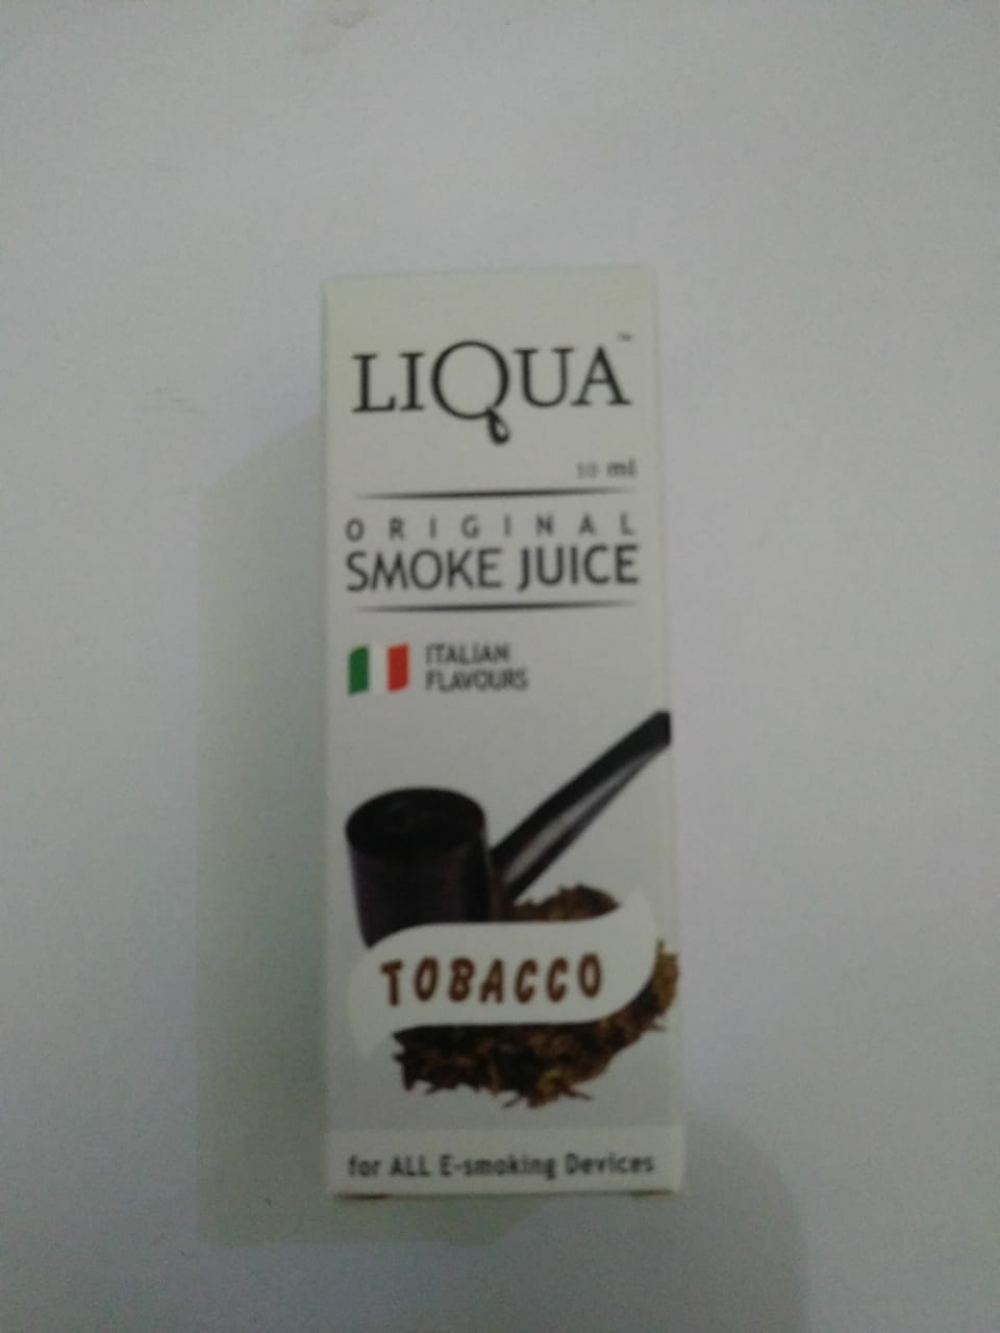 LIQUA™
10 ml
ORIGINAL
SMOKE JUICE
ITALIAN
FLAVOURS
TOBACCO
for ALL E-smoking Devices